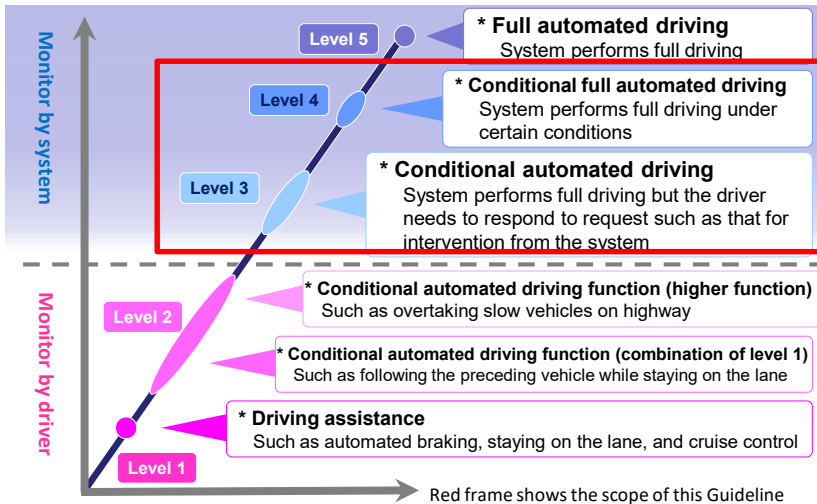 Monitor by system
Monitor by driver
Level 5
* Full automated driving
System performs full driving
Level 4
* Conditional full automated driving
System performs full driving under
certain conditions
Level 3
* Conditional automated driving
System performs full driving but the driver
needs to respond to request such as that for
intervention from the system
Level 2
* Conditional automated driving function (higher function)
Such as overtaking slow vehicles on highway
* Conditional automated driving function (combination of level 1)
Such as following the preceding vehicle while staying on the lane
* Driving assistance
Such as automated braking, staying on the lane, and cruise control
Level 1
Red frame shows the scope of this Guideline